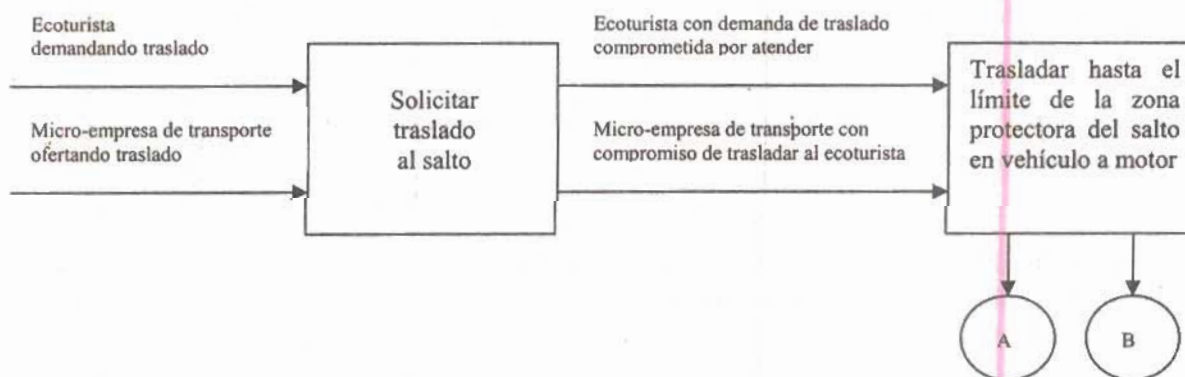 Ecoturista
demandando traslado
Micro-empresa de transporte
ofertando traslado
Solicitar
traslado
al salto
Ecoturista con demanda de traslado
comprometida por atender
Micro-empresa de transporte con
compromiso de trasladar al ecoturista
Trasladar hasta el
límite de la zona
protectora del salto
en vehículo a motor
A
B